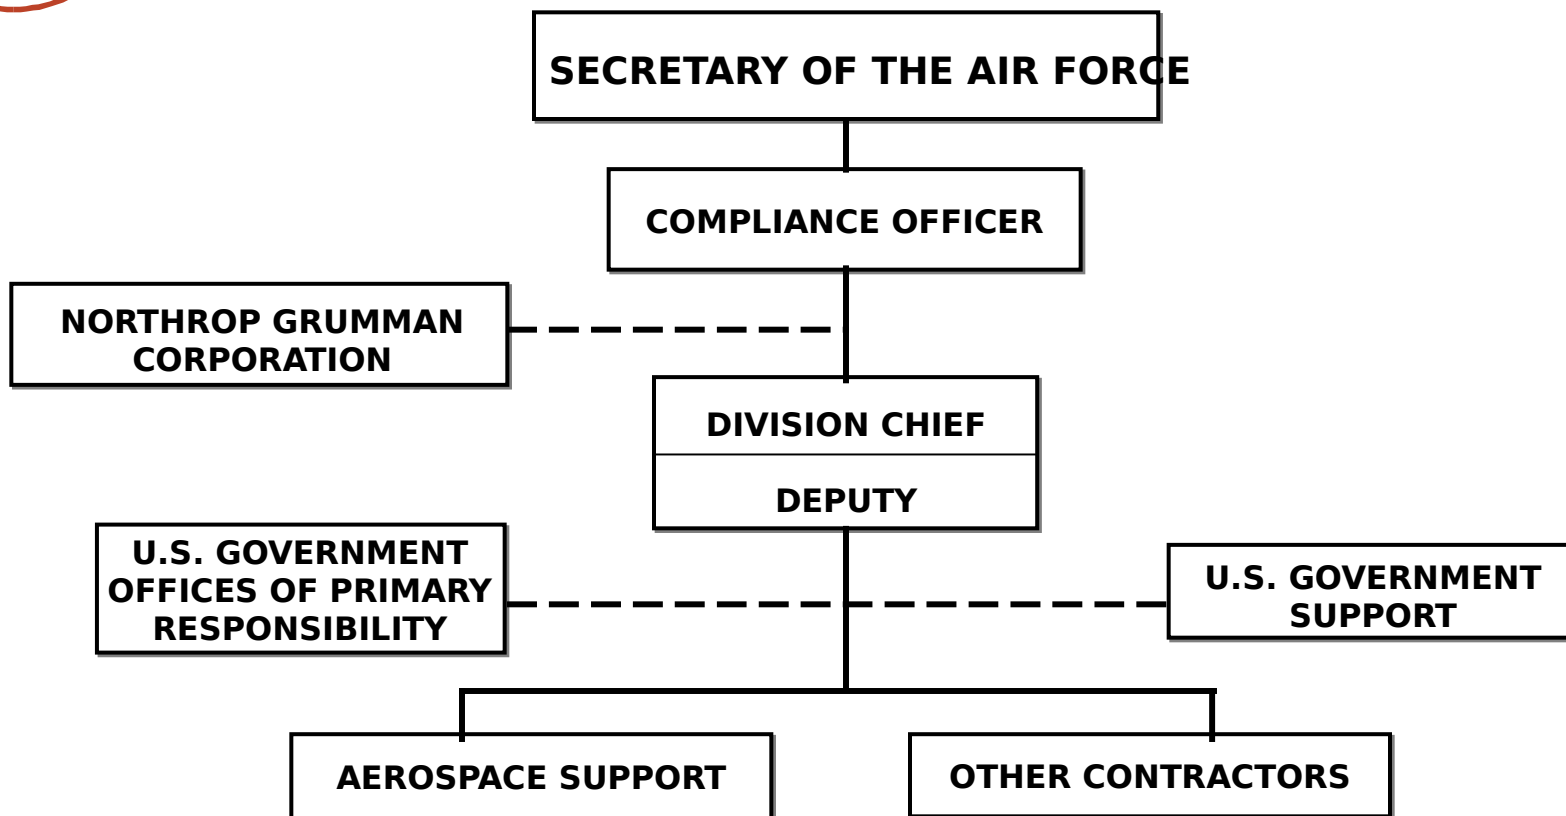 SECRETARY OF THE AIR FORCE
COMPLIANCE OFFICER
NORTHROP GRUMMAN
CORPORATION
DIVISION CHIEF
DEPUTY
U.S. GOVERNMENT
OFFICES OF PRIMARY
RESPONSIBILITY
U.S. GOVERNMENT
SUPPORT
AEROSPACE SUPPORT
OTHER CONTRACTORS